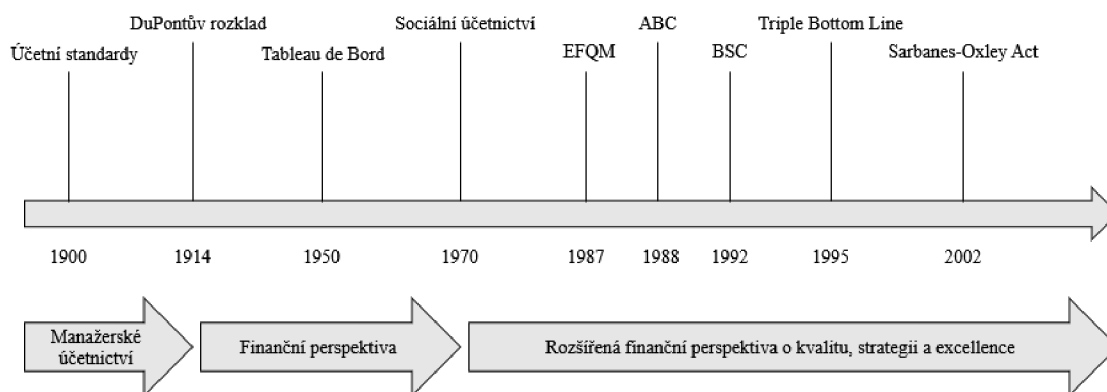 DuPontův rozklad
Sociální účetnictví
ABC
Triple Bottom Line
Účetní standardy
Tableau de Bord
EFQM
BSC
Sarbanes-Oxley Act
1900
1914
1950
1970
1987
1988
1992
1995
2002
Manažerské
účetnictví
Finanční perspektiva
Rozšířená finanční perspektiva o kvalitu, strategii a excellence